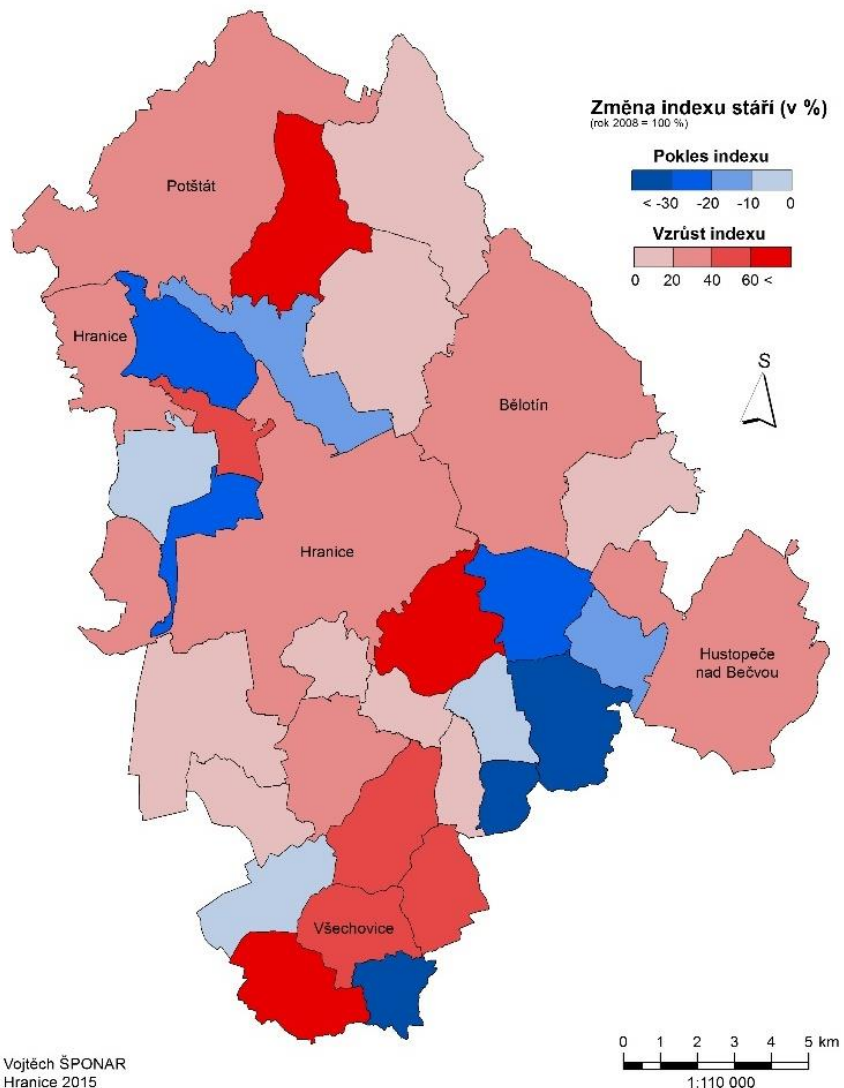 Změna indexu stáří (v %)
(rok 2008 = 100 %)
Pokles indexu
< -30 -20 -10 0
Vzrůst indexu
0 20 40 60 <
S
Potštát
Hranice
Bělotín
Hranice
Hustopeče
nad Bečvou
Všechovice
Vojtěch ŠPONAR
Hranice 2015
0 1 2 3 4 5 km
1:110 000